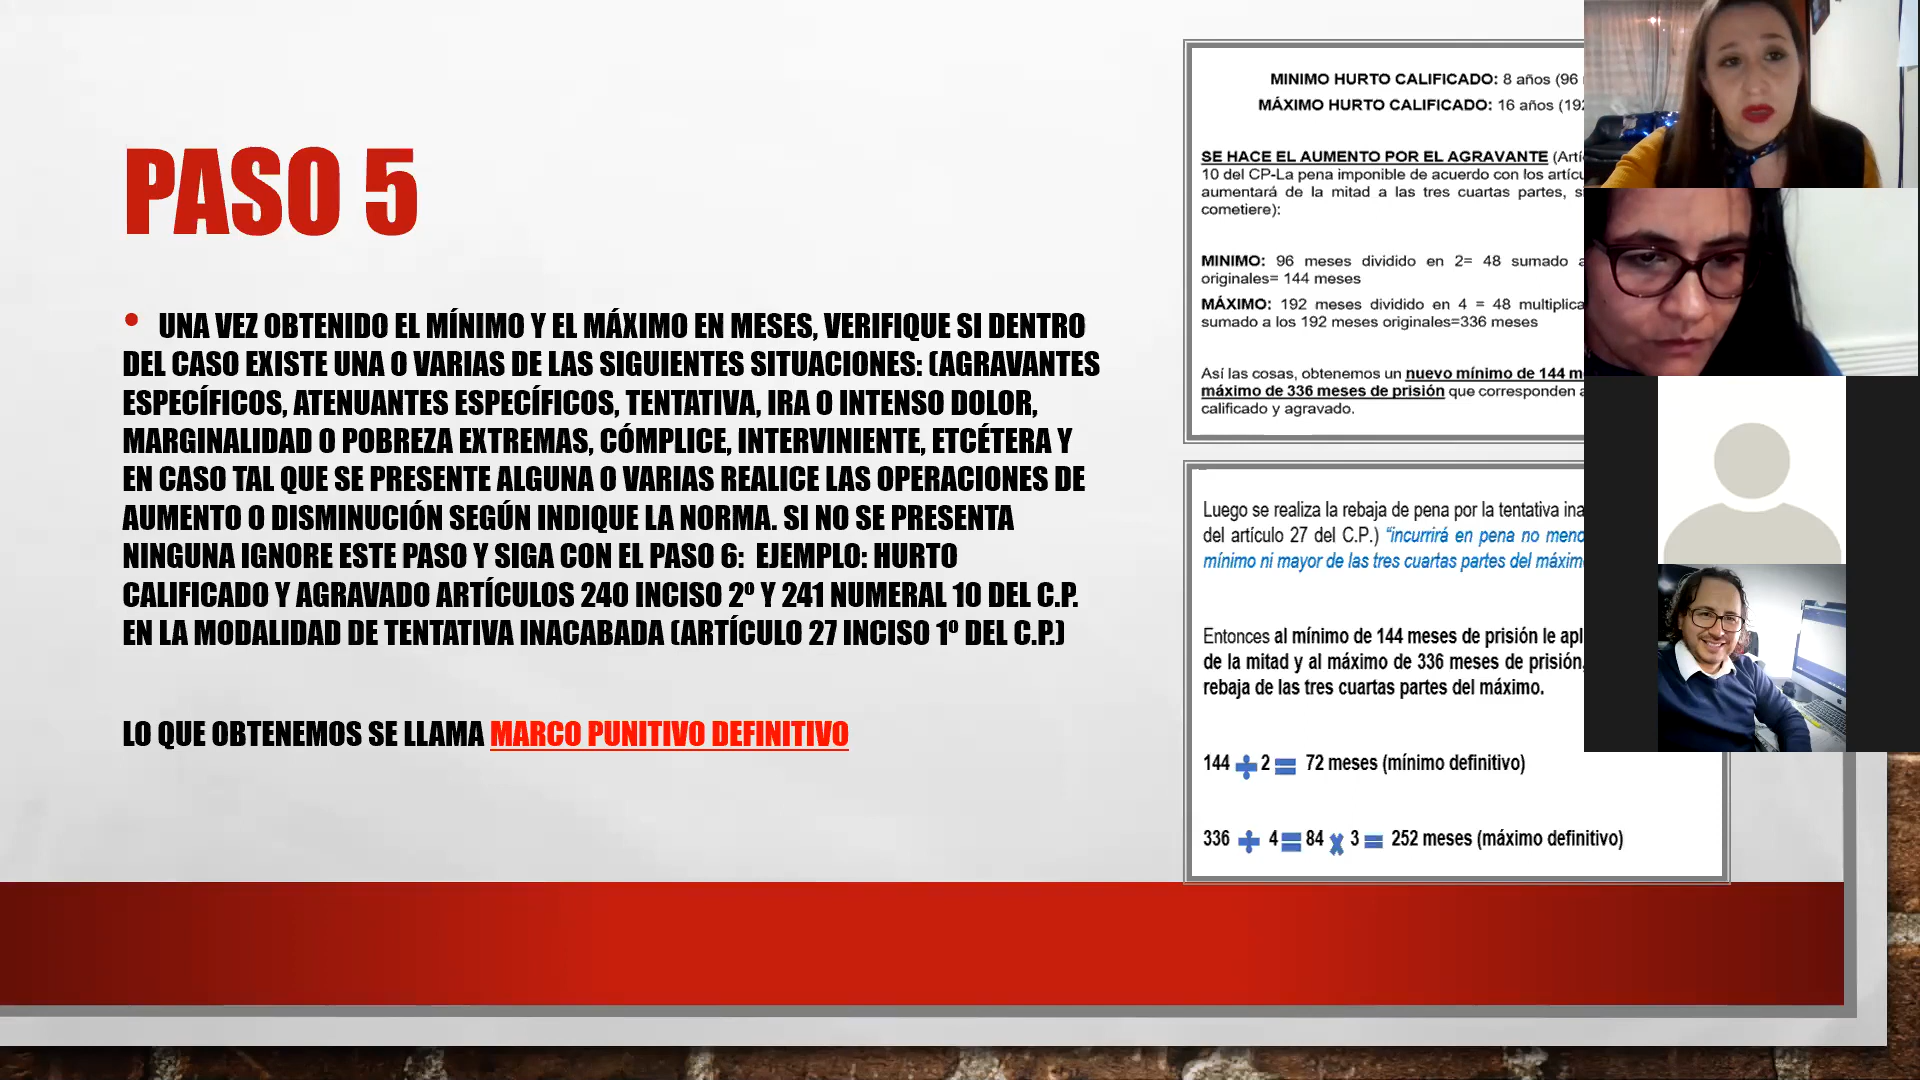 PASO 5
• UNA VEZ OBTENIDO EL MÍNIMO Y EL MÁXIMO EN MESES, VERIFIQUE SI DENTRO
DEL CASO EXISTE UNA O VARIAS DE LAS SIGUIENTES SITUACIONES: (AGRAVANTES
ESPECÍFICOS, ATENUANTES ESPECÍFICOS, TENTATIVA, IRA O INTENSO DOLOR,
MARGINALIDAD O POBREZA EXTREMAS, CÓMPLICE, INTERVINIENTE, ETCÉTERA Y
EN CASO TAL QUE SE PRESENTE ALGUNA O VARIAS REALICE LAS OPERACIONES DE
AUMENTO O DISMINUCIÓN SEGÚN INDIQUE LA NORMA. SI NO SE PRESENTA
NINGUNA IGNORE ESTE PASO Y SIGA CON EL PASO 6: EJEMPLO: HURTO
CALIFICADO Y AGRAVADO ARTÍCULOS 240 INCISO 2º Y 241 NUMERAL 10 DEL C.P.
EN LA MODALIDAD DE TENTATIVA INACABADA (ARTÍCULO 27 INCISO 1º DEL C.P.)
LO QUE OBTENEMOS SE LLAMA MARCO PUNITIVO DEFINITIVO
MINIMO HURTO CALIFICADO: 8 años (96
MÁXIMO HURTO CALIFICADO: 16 años (192
SE HACE EL AUMENTO POR EL AGRAVANTE
10 del CP-La pena imponible de acuerdo con los
aumentará de la mitad a las tres cuartas partes,
cometiere):
MINIMO: 96 meses dividido en 2= 48 sumado
originales= 144 meses
MÁXIMO: 192 meses dividido en 4 = 48
sumado a los 192 meses originales=336 meses
Así las cosas, obtenemos un nuevo mínimo de 144
máximo de 336 meses de prisión que corresponden
calificado y agravado.
Luego se realiza la rebaja de pena por la tentativa
del artículo 27 del C.P.) “incurrirá en pena no
mínimo ni mayor de las tres cuartas partes del
Entonces al mínimo de 144 meses de prisión le
de la mitad y al máximo de 336 meses de prisión,
rebaja de las tres cuartas partes del máximo.
144 ÷ 2 = 72 meses (mínimo definitivo)
336 ÷ 4 = 84 x 3 = 252 meses (máximo definitivo)